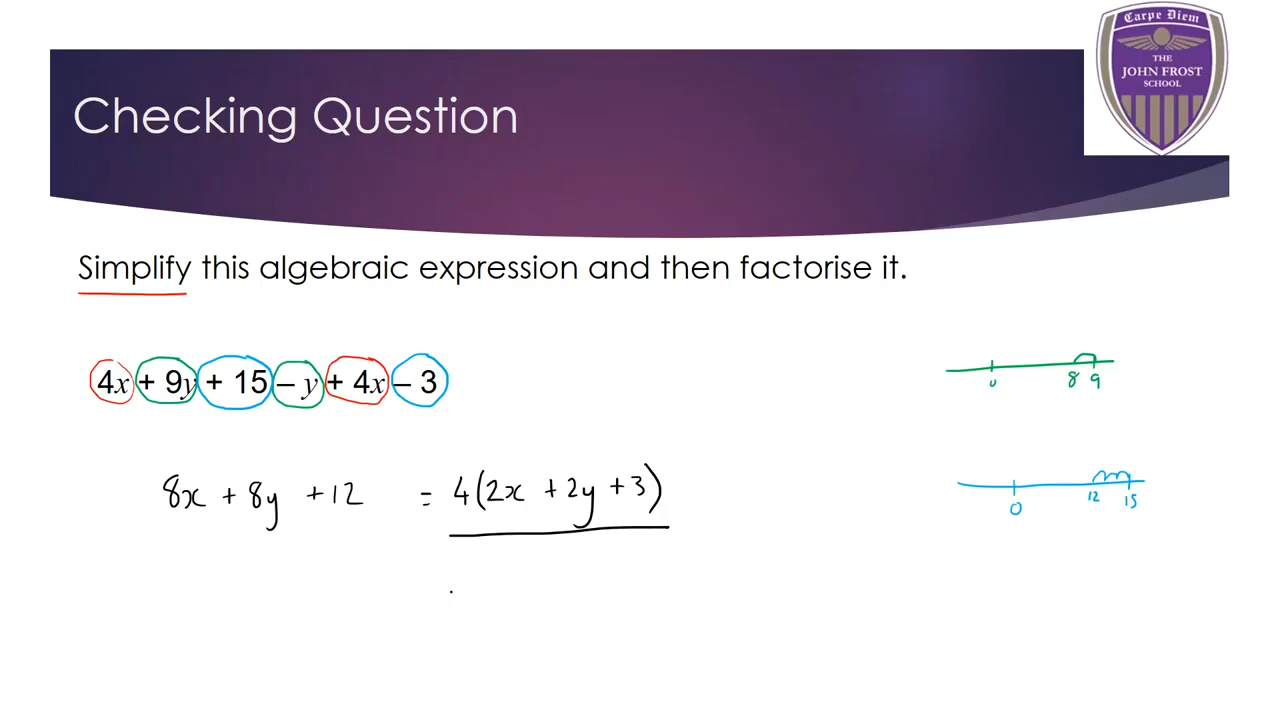 Carpe Diem
THE
JOHN FROST
SCHOOL
Checking Question
Simplify this algebraic expression and then factorise it.
4x + 9y + 15 – y + 4x – 3
0 8 9
8x + 8y + 12 = 4(2x + 2y + 3)
0 12 15